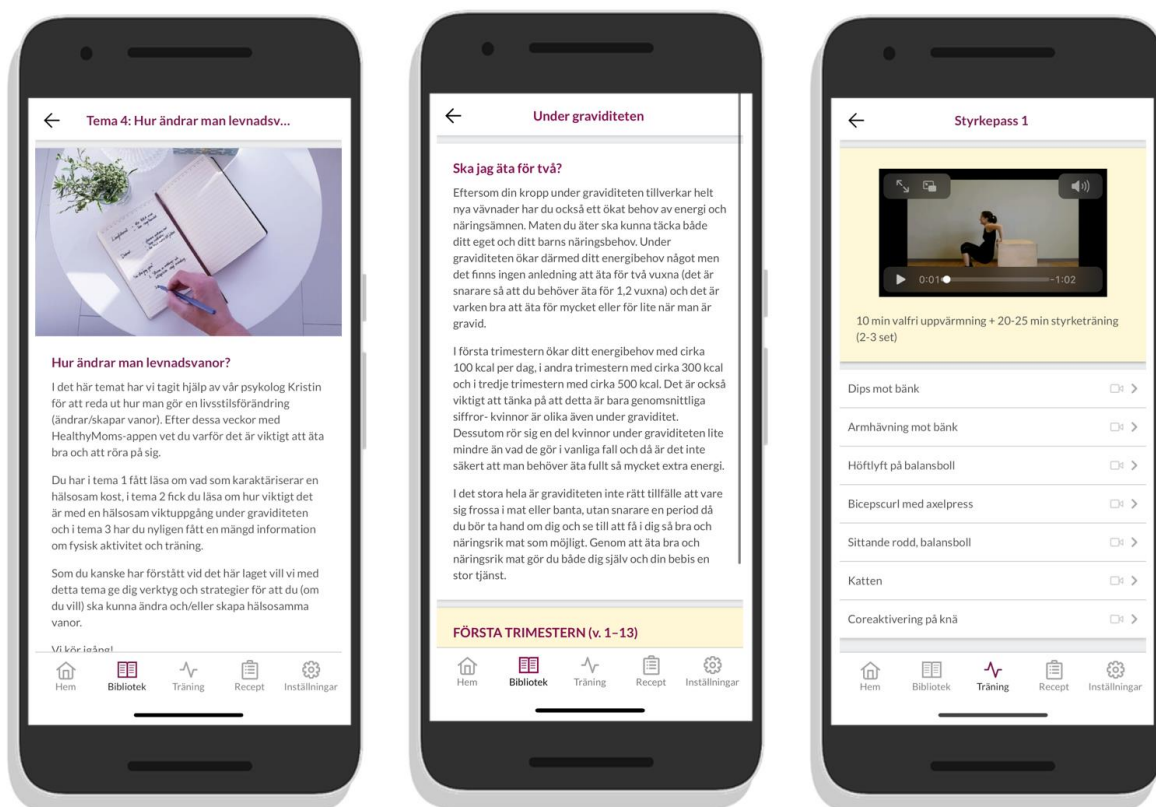 Tema 4: Hur ändrar man levnadsv...
Hur ändrar man levnadsvanor?
I det här temat har vi tagit hjälp av vår psykolog Kristin
för att reda ut hur man gör en livsstilsförändring
(ändrar/skapar vanor). Efter dessa veckor med
HealthyMoms-appen vet du varför det är viktigt att äta
bra och att röra på sig.
Du har i tema 1 fått läsa om vad som karaktäriserar en
hälsosam kost, i tema 2 fick du läsa om hur viktigt det
är med en hälsosam viktuppgång under graviditeten
och i tema 3 har du nyligen fått en mängd information
om fysisk aktivitet och träning.
Som du kanske har förstått vid det här laget vill vi med
detta tema ge dig verktyg och strategier för att du (om
du vill) ska kunna ändra och/eller skapa hälsosamma
vanor.
Vi kör igång!
Hem
Bibliotek
Träning
Recept
Inställningar
Under graviditeten
Ska jag äta för två?
Eftersom din kropp under graviditeten tillverkar helt
nya vävnader har du också ett ökat behov av energi och
näringsämnen. Maten du äter ska kunna täcka både
ditt eget och ditt barns näringsbehov. Under
graviditeten ökar därmed ditt energibehov något men
det finns ingen anledning att äta för två vuxna (det är
snarare så att du behöver äta för 1,2 vuxna) och det är
varken bra att äta för mycket eller för lite när man är
gravid.
I första trimestern ökar ditt energibehov med cirka
100 kcal per dag, i andra trimestern med cirka 300 kcal
och i tredje trimestern med cirka 500 kcal. Det är också
viktigt att tänka på att detta är bara genomsnittliga
siffror- kvinnor är olika även under graviditet.
Dessutom rör sig en del kvinnor under graviditeten lite
mindre än vad de gör i vanliga fall och då är det inte
säkert att man behöver äta fullt så mycket extra energi.
I det stora hela är graviditeten inte rätt tillfälle att vare
sig frossa i mat eller banta, utan snarare en period då
du bör ta hand om dig och se till att få i dig så bra och
näringsrik mat som möjligt. Genom att äta bra och
näringsrik mat gör du både dig själv och din bebis en
stor tjänst.
FÖRSTA TRIMESTERN (v. 1–13)
Hem
Bibliotek
Träning
Recept
Inställningar
Styrkepass 1
0:01
-1:02
10 min valfri uppvärmning + 20-25 min styrketräning
(2-3 set)
Dips mot bänk
Armhävning mot bänk
Höftlyft på balansboll
Bicepscurl med axelpress
Sittande rodd, balansboll
Katten
Coreaktivering på knä
Hem
Bibliotek
Träning
Recept
Inställningar